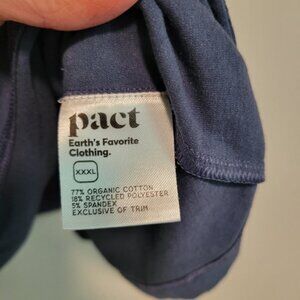 pact
Earth's Favorite
Clothing.
XXXL
77% ORGANIC COTTON
18% RECYCLED POLYESTER
5% SPANDEX
EXCLUSIVE OF TRIM